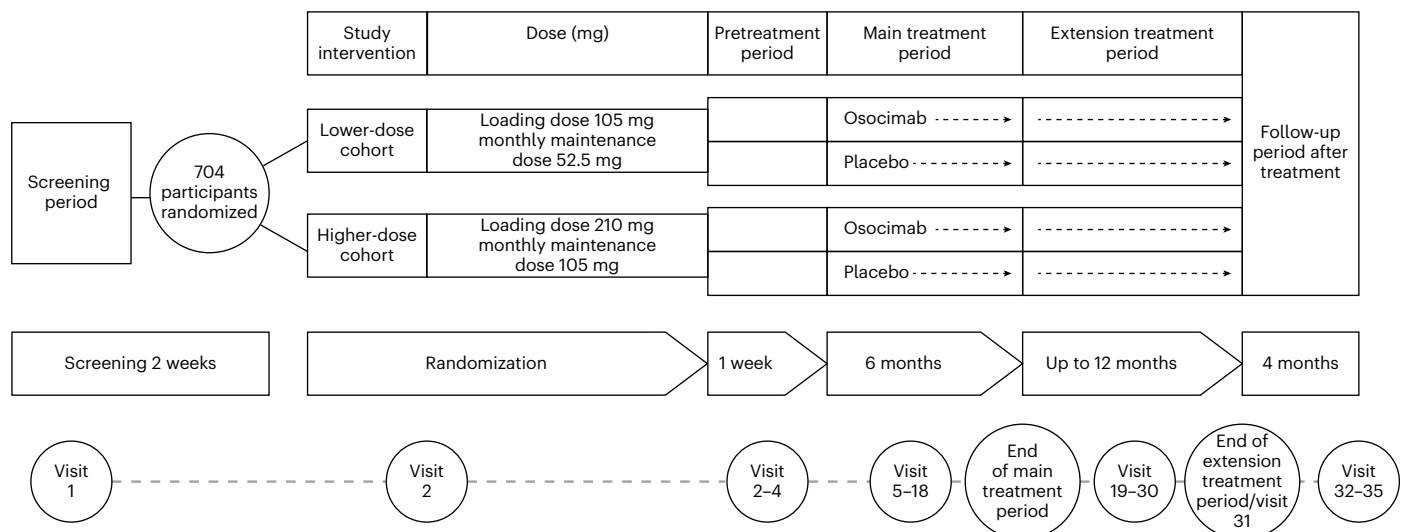 Study
intervention
Dose (mg)
Pretreatment
period
Main treatment
period
Extension treatment
period
Screening
period
704
participants
randomized
Lower-dose
cohort
Loading dose 105 mg
monthly maintenance
dose 52.5 mg
Osocimab
Placebo
Higher-dose
cohort
Loading dose 210 mg
monthly maintenance
dose 105 mg
Osocimab
Placebo
Follow-up
period after
treatment
Screening 2 weeks
Randomization
1 week
6 months
Up to 12 months
4 months
Visit
1
Visit
2
Visit
2–4
Visit
5–18
End
of main
treatment
period
Visit
19–30
End of
extension
treatment
period/visit
31
Visit
32–35